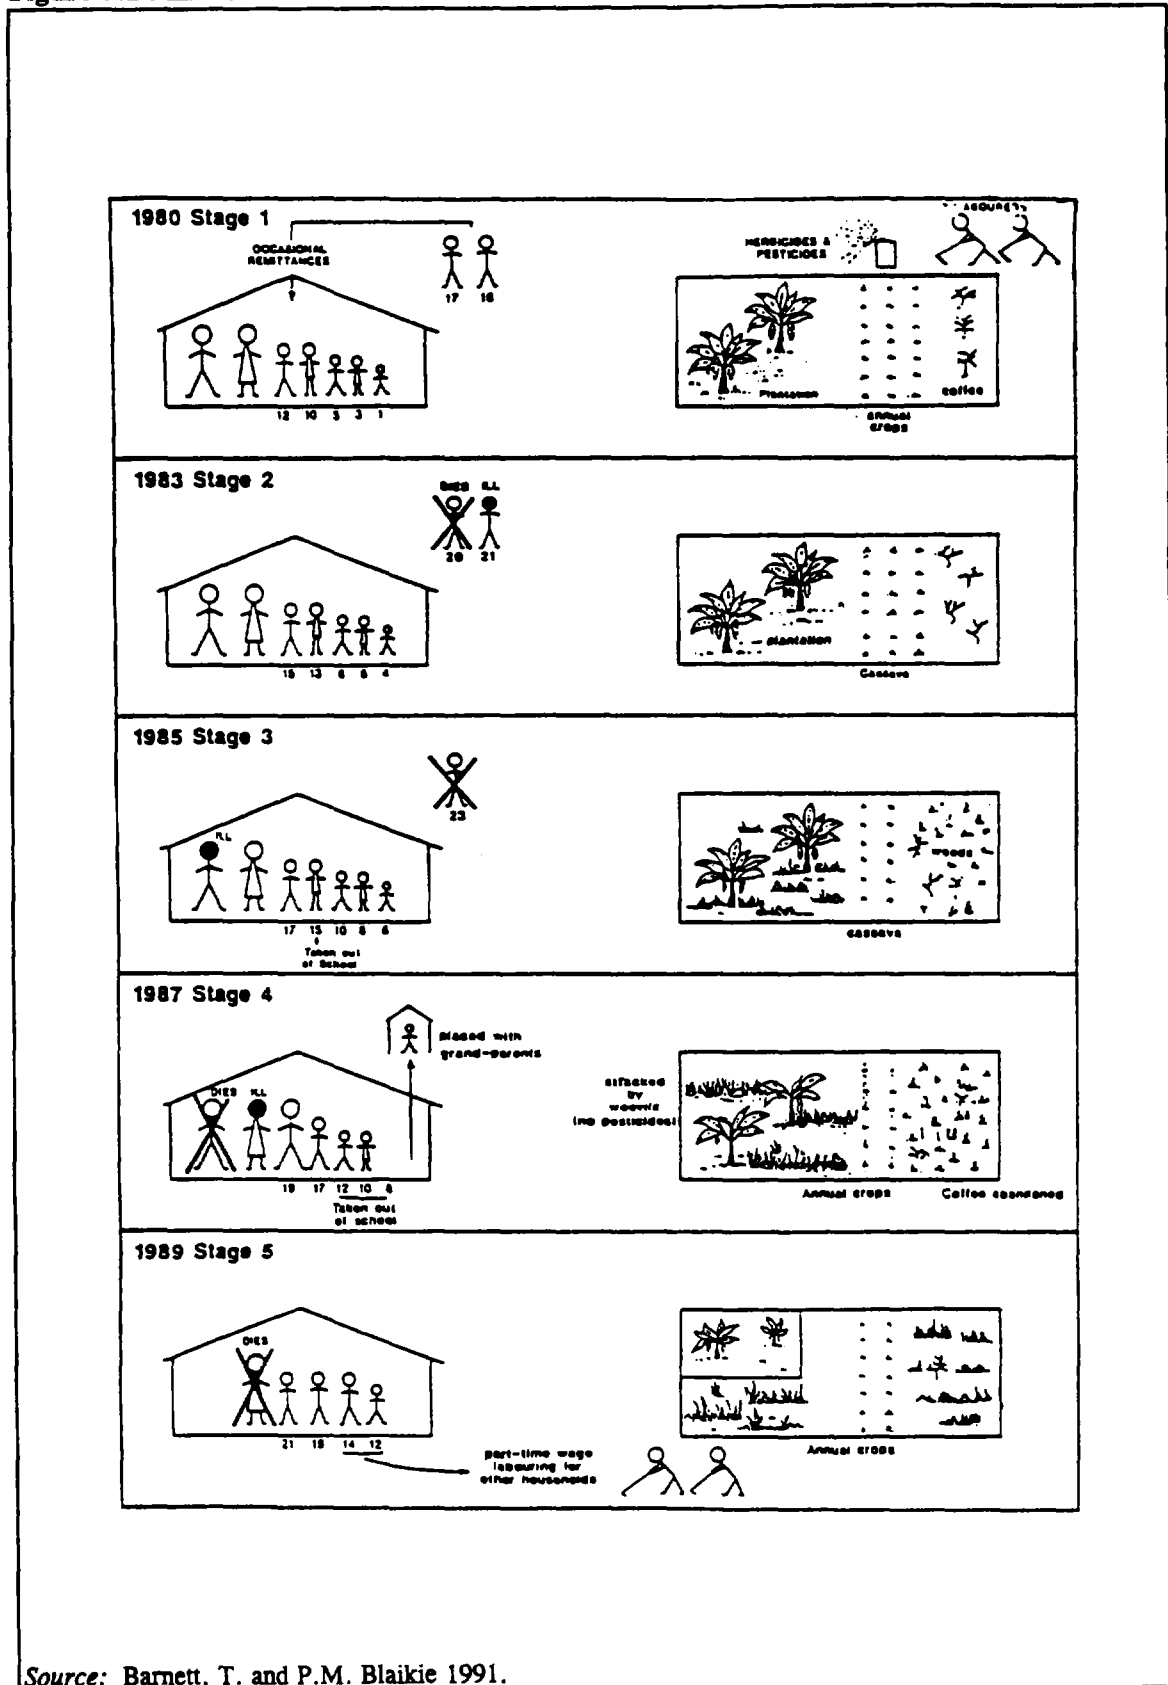 1980 Stage 1
OCCASIONAL
REMITTANCES
?
17 18
12 10 5 3 1
HERBICIDES &
PESTICIDES
LABOURERS
Plantation
coffee
annual
crops
1983 Stage 2
DIES ILL
20 21
15 13 8 6 4
plantation
Cassava
1985 Stage 3
23
ILL
17 15 10 8 6
Taken out
of School
weeds
cassava
1987 Stage 4
placed with
grand-parents
DIES ILL
19 17 12 10 8
Taken out
of school
attacked
by
weevils
(no pesticides)
Annual crops
Coffee abandoned
1989 Stage 5
DIES
21 19 14 12
part-time wage
labouring for
other households
Annual crops
Source: Barnett, T. and P.M. Blaikie 1991.